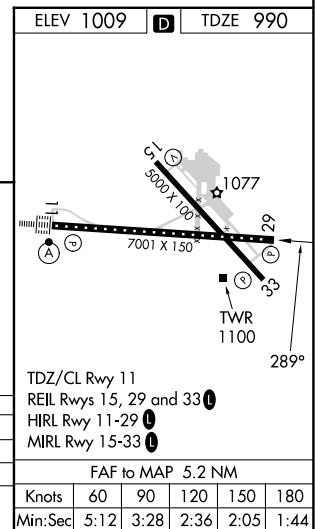 ELEV 1009 D TDZE 990
15
V
5000 X 100
1077
11
29
7001 X 150
A
P
P
P
33
TWR
1100
289°
TDZ/CL Rwy 11
REIL Rwys 15, 29 and 33 L
HIRL Rwy 11-29 L
MIRL Rwy 15-33 L
FAF to MAP 5.2 NM
Knots 60 90 120 150 180
Min:Sec 5:12 3:28 2:36 2:05 1:44